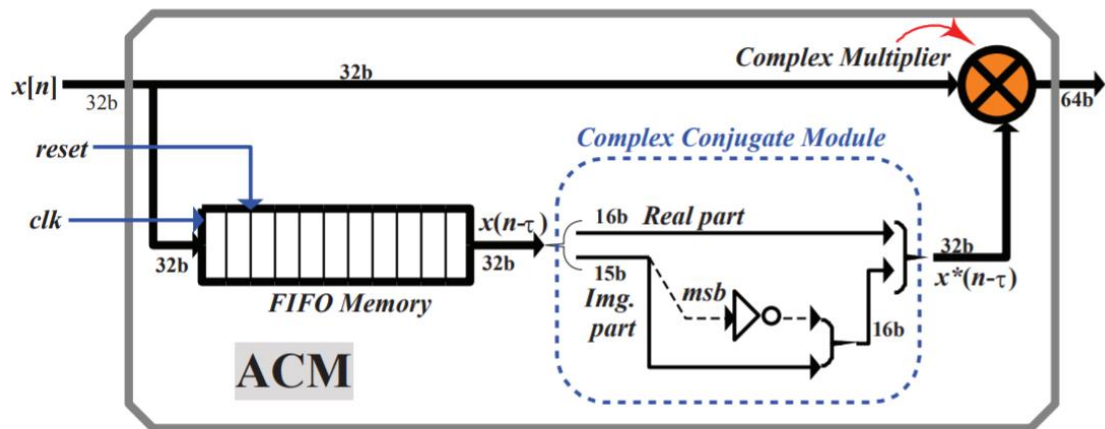 Complex Multiplier
32b
x[n]
32b
64b
reset
Complex Conjugate Module
clk
16b Real part
x(n-τ)
32b
32b
15b
Img.
part
msb
16b
32b
x*(n-τ)
FIFO Memory
ACM